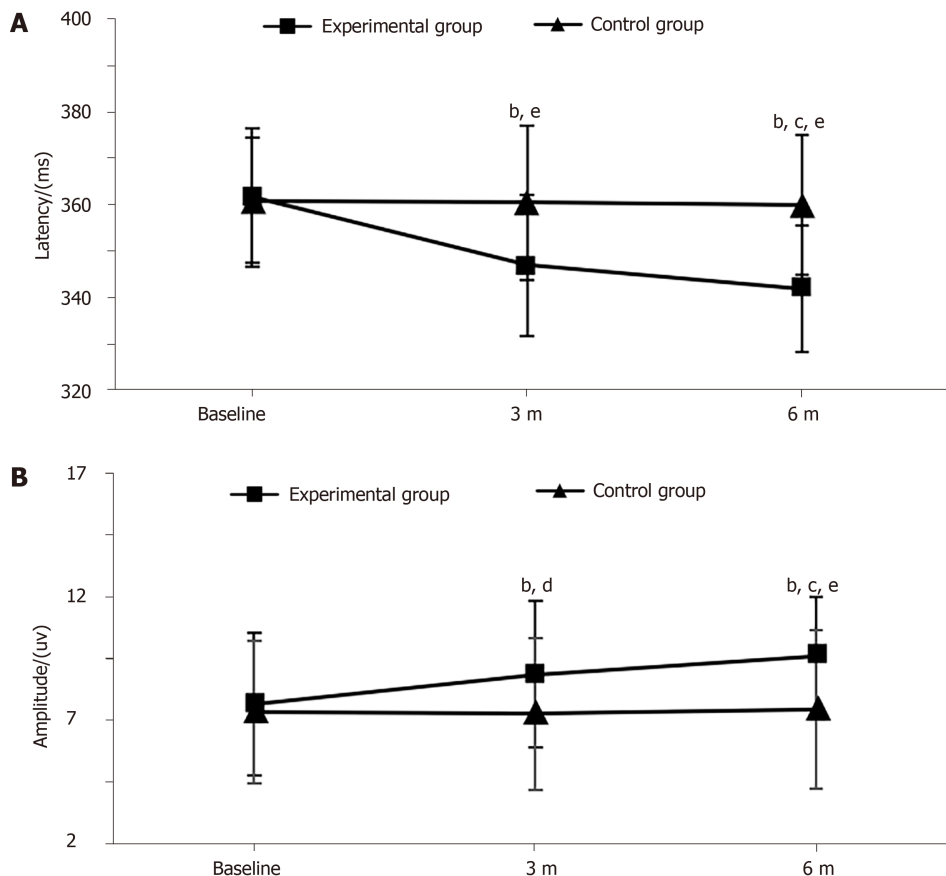 A
Experimental group
Control group
Latency/(ms)
400
380
360
340
320
b, e
b, c, e
Baseline
3 m
6 m
B
Experimental group
Control group
Amplitude/(uv)
17
12
7
2
b, d
b, c, e
Baseline
3 m
6 m